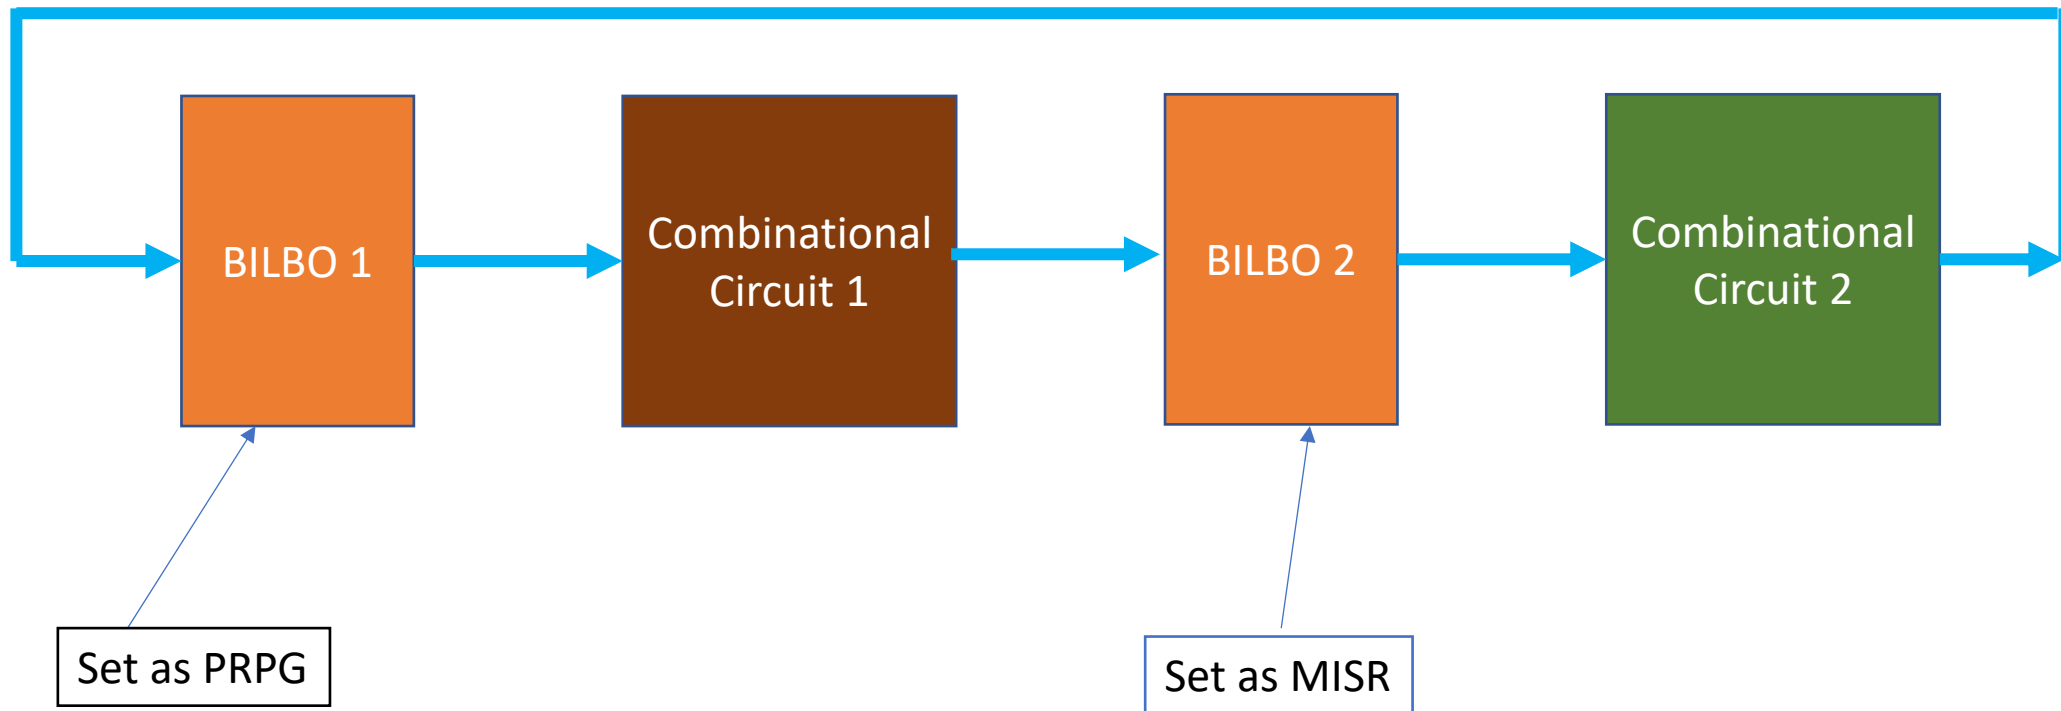 BILBO 1
Combinational
Circuit 1
BILBO 2
Combinational
Circuit 2
Set as PRPG
Set as MISR